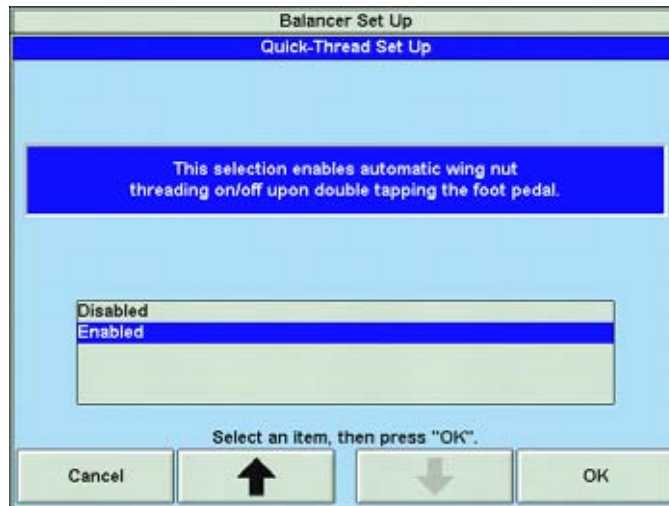 Balancer Set Up
Quick-Thread Set Up
This selection enables automatic wing nut
threading on/off upon double tapping the foot pedal.
Disabled
Enabled
Select an item, then press "OK".
Cancel
OK